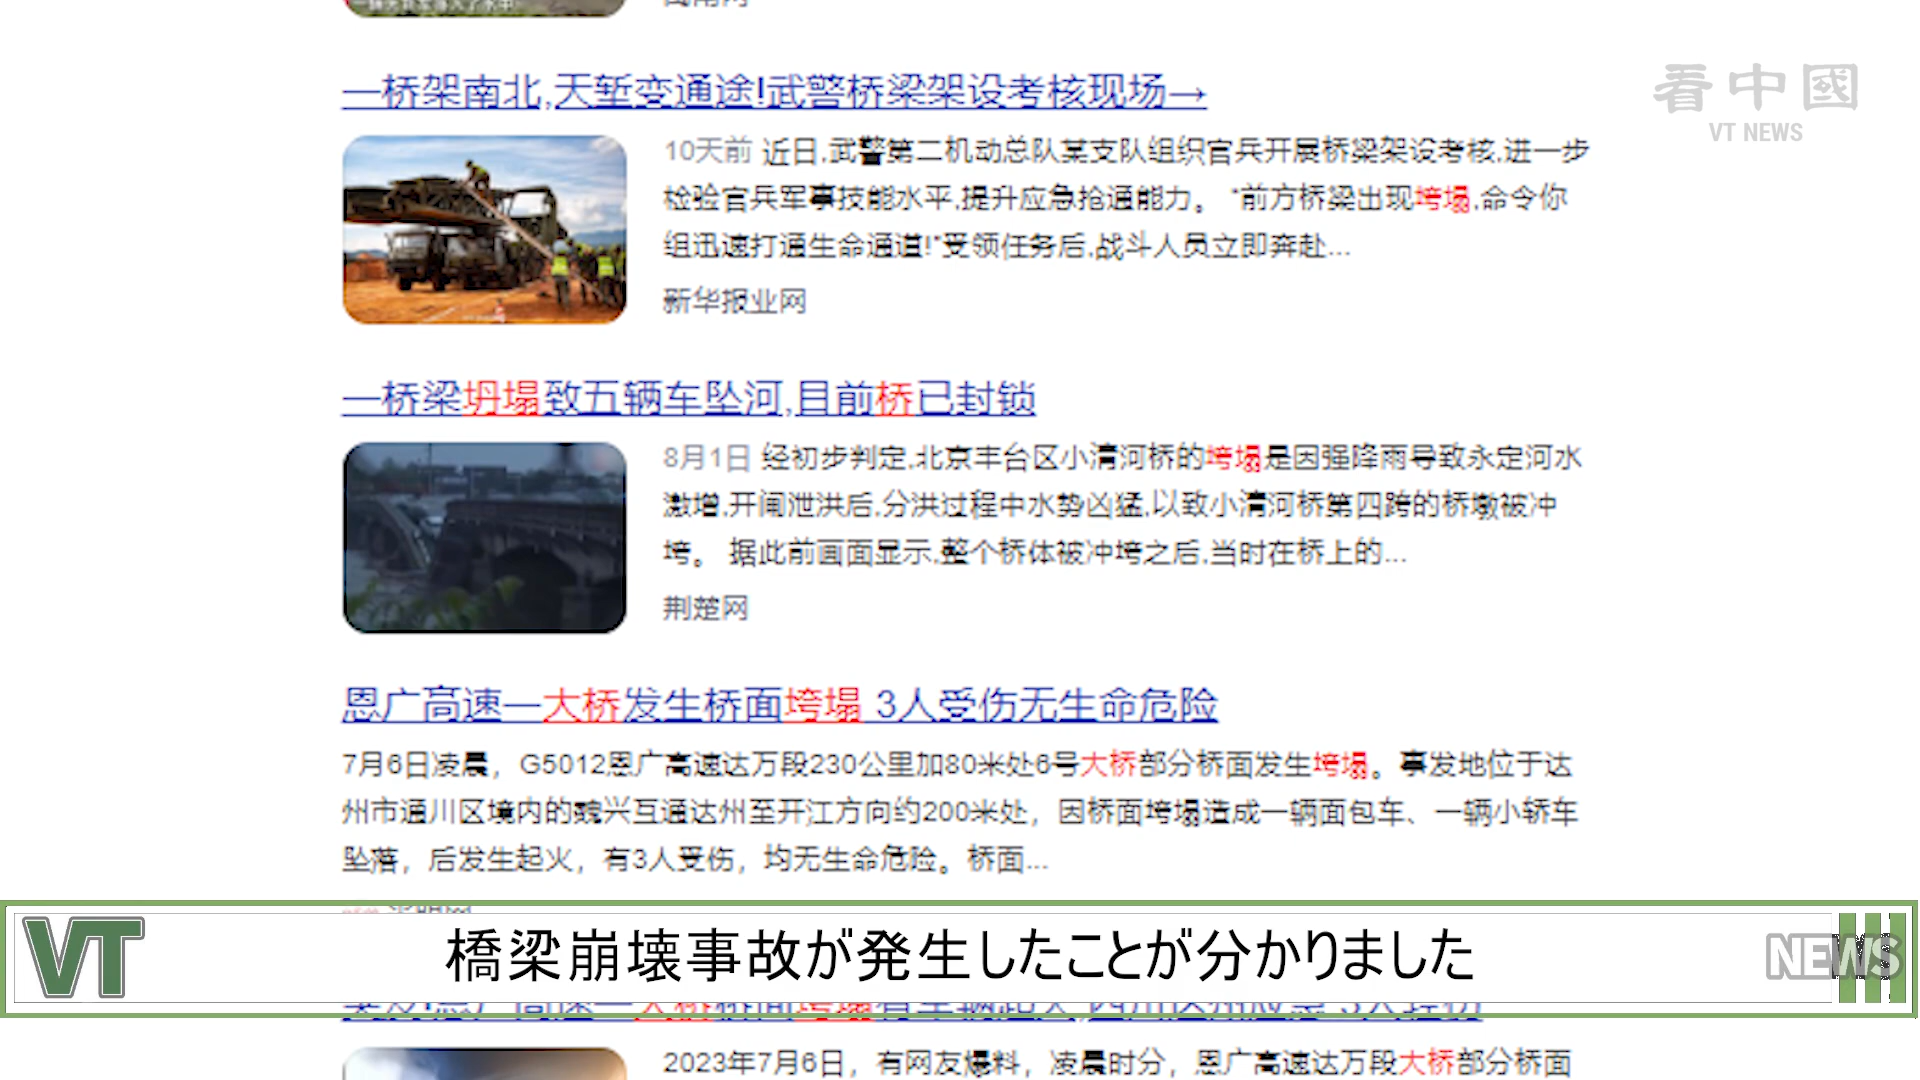 一桥架南北,天堑变通途!武警桥梁架设考核现场→
看中國
VT NEWS
10天前 近日,武警第二机动总队某支队组织官兵开展桥梁架设考核,进一步
检验官兵军事技能水平,提升应急抢通能力。 "前方桥梁出现垮塌,命令你
组迅速打通生命通道!"受领任务后,战斗人员立即奔赴...
新华报业网
一桥梁坍塌致五辆车坠河,目前桥已封锁
8月1日 经初步判定,北京丰台区小清河桥的垮塌是因强降雨导致永定河水
激增,开闸泄洪后,分洪过程中水势凶猛,以致小清河桥第四跨的桥墩被冲
垮。 据此前画面显示,整个桥体被冲垮之后,当时在桥上的...
荆楚网
恩广高速一大桥发生桥面垮塌 3人受伤无生命危险
7月6日凌晨，G5012恩广高速达万段230公里加80米处6号大桥部分桥面发生垮塌。事发地位于达
州市通川区境内的魏兴互通达州至开江方向约200米处，因桥面垮塌造成一辆面包车、一辆小轿车
坠落，后发生起火，有3人受伤，均无生命危险。桥面...
VT
橋梁崩壊事故が発生したことが分かりました
NEWS
2023年7月6日，有网友爆料，凌晨时分，恩广高速达万段大桥部分桥面